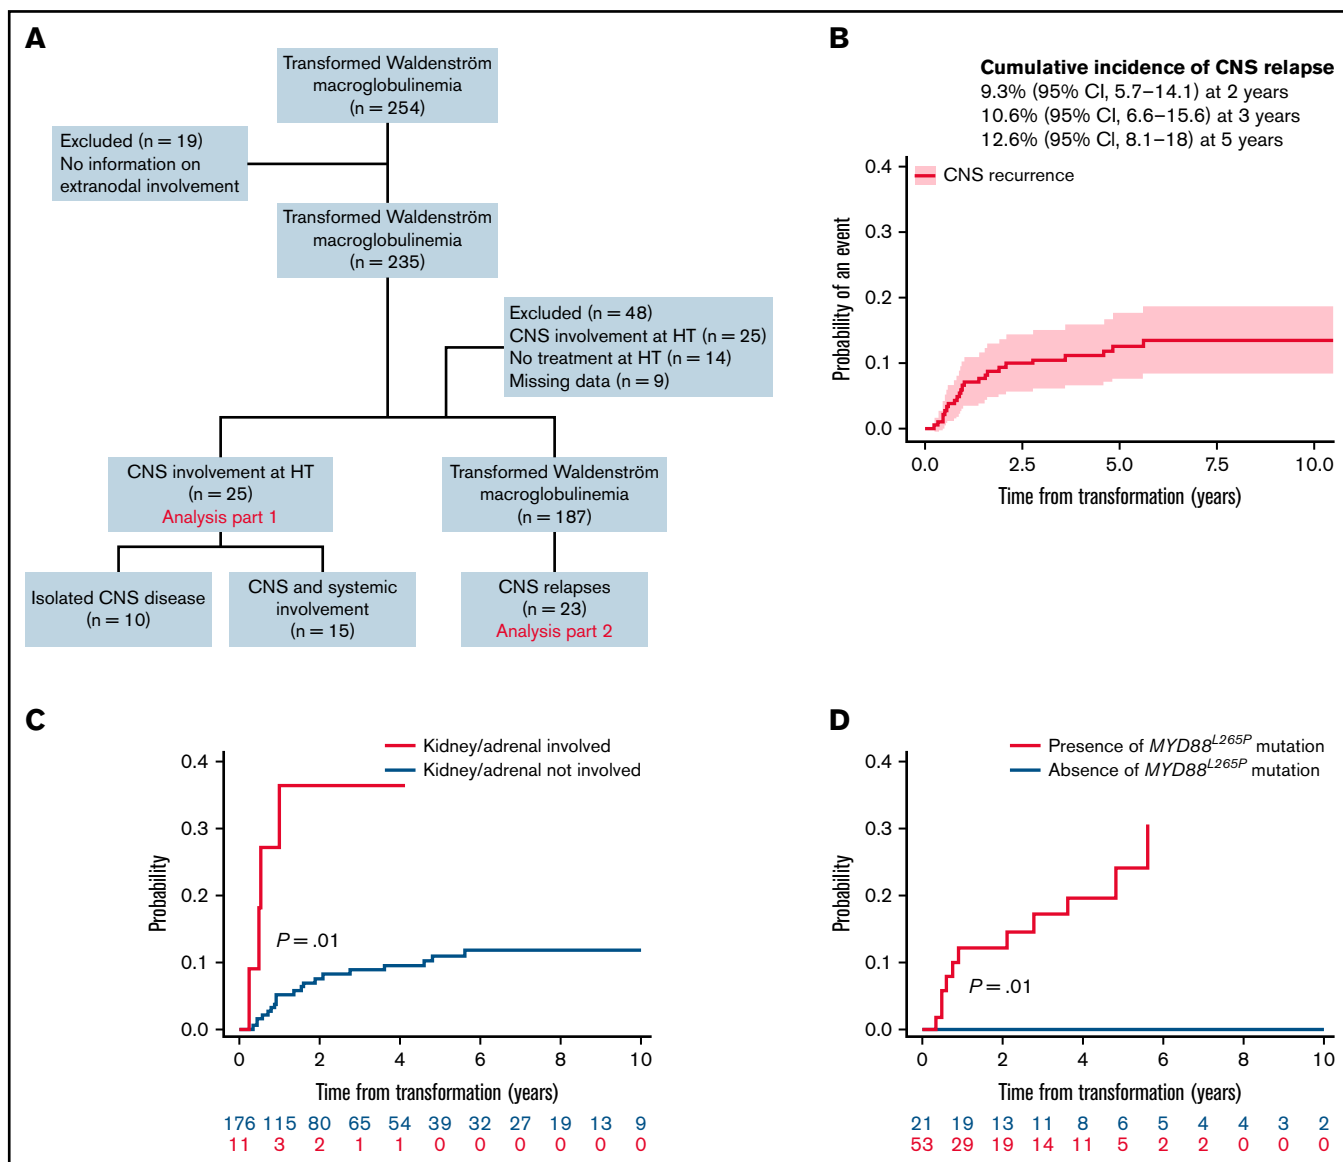 A
Transformed Waldenström
macroglobulinemia
(n = 254)
Excluded (n = 19)
No information on
extranodal involvement
Transformed Waldenström
macroglobulinemia
(n = 235)
Excluded (n = 48)
CNS involvement at HT (n = 25)
No treatment at HT (n = 14)
Missing data (n = 9)
CNS involvement at HT
(n = 25)
Analysis part 1
Transformed Waldenström
macroglobulinemia
(n = 187)
Isolated CNS disease
(n = 10)
CNS and systemic
involvement
(n = 15)
CNS relapses
(n = 23)
Analysis part 2
B
Cumulative incidence of CNS relapse
9.3% (95% CI, 5.7–14.1) at 2 years
10.6% (95% CI, 6.6–15.6) at 3 years
12.6% (95% CI, 8.1–18) at 5 years
CNS recurrence
Probability of an event
0.4
0.3
0.2
0.1
0.0
0.0 2.5 5.0 7.5 10.0
Time from transformation (years)
C
Kidney/adrenal involved
Kidney/adrenal not involved
Probability
0.4
0.3
0.2
0.1
0.0
P = .01
0 2 4 6 8 10
Time from transformation (years)
176 115 80 65 54 39 32 27 19 13 9
11 3 2 1 1 0 0 0 0 0 0
D
Presence of MYD88L265P mutation
Absence of MYD88L265P mutation
Probability
0.4
0.3
0.2
0.1
0.0
P = .01
0 2 4 6 8 10
Time from transformation (years)
21 19 13 11 8 6 5 4 4 3 2
53 29 19 14 11 5 2 2 0 0 0